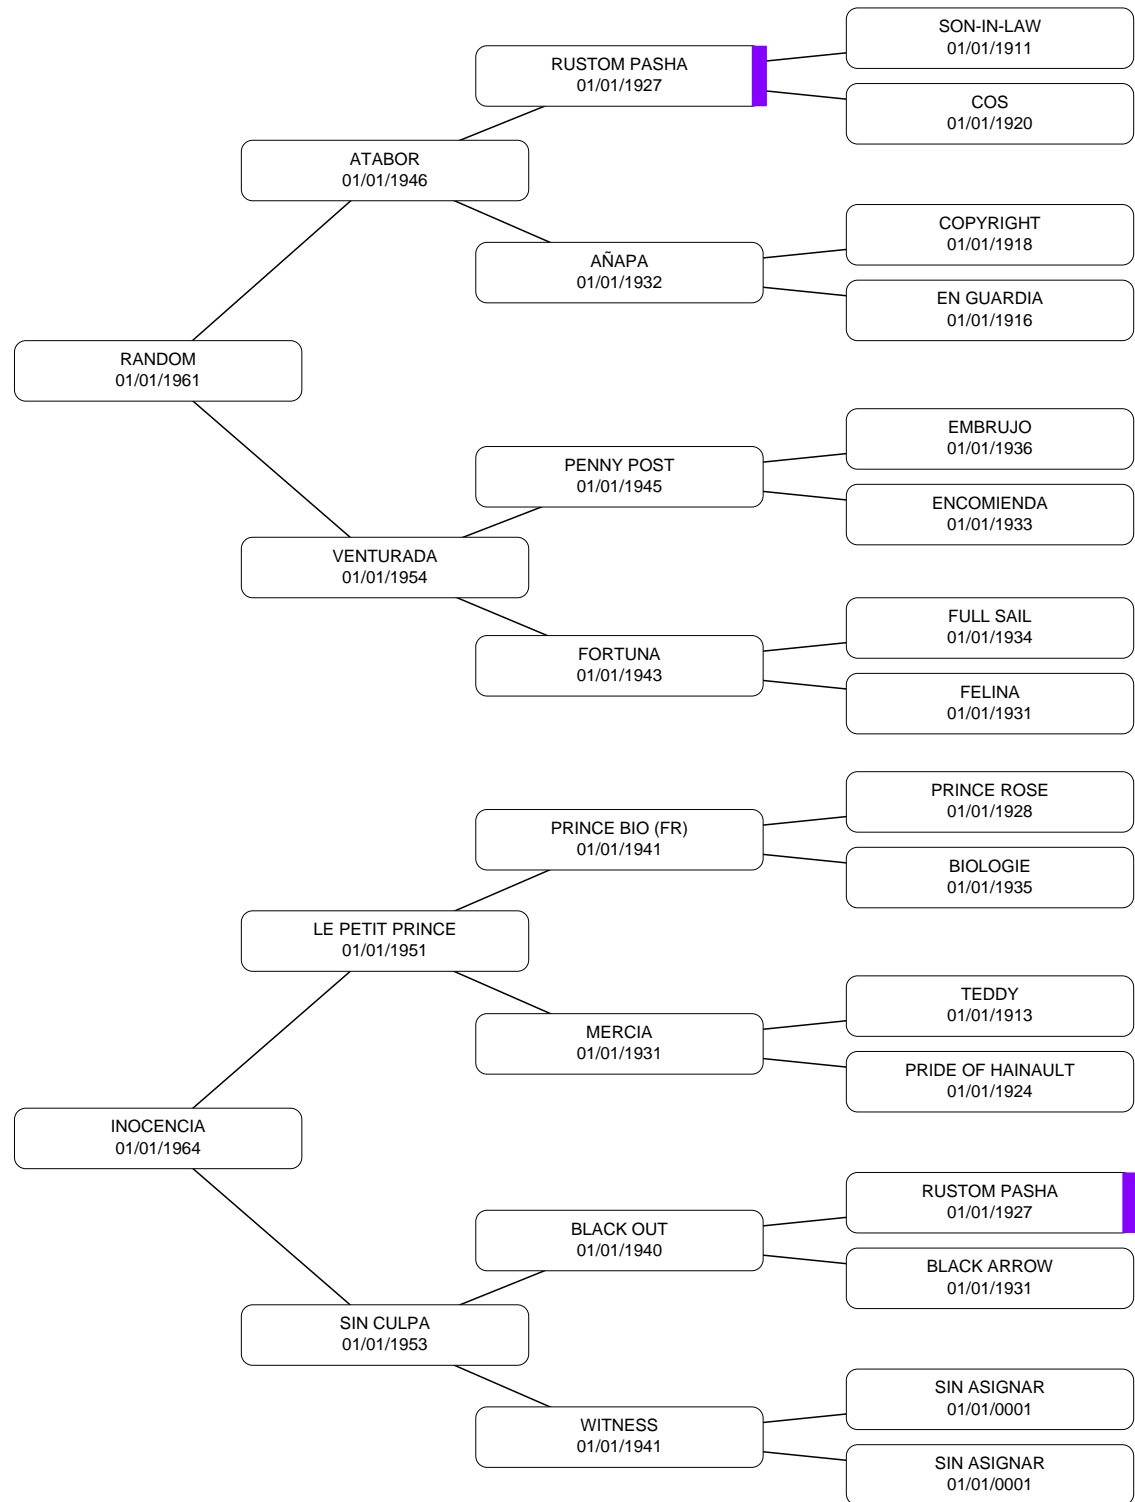 SON-IN-LAW
01/01/1911
RUSTOM PASHA
01/01/1927
COS
01/01/1920
ATABOR
01/01/1946
COPYRIGHT
01/01/1918
AÑAPA
01/01/1932
EN GUARDIA
01/01/1916
RANDOM
01/01/1961
EMBRUJO
01/01/1936
PENNY POST
01/01/1945
ENCOMIENDA
01/01/1933
VENTURADA
01/01/1954
FULL SAIL
01/01/1934
FORTUNA
01/01/1943
FELINA
01/01/1931
PRINCE ROSE
01/01/1928
PRINCE BIO (FR)
01/01/1941
BIOLOGIE
01/01/1935
LE PETIT PRINCE
01/01/1951
TEDDY
01/01/1913
MERCIA
01/01/1931
PRIDE OF HAINAULT
01/01/1924
INOCENCIA
01/01/1964
RUSTOM PASHA
01/01/1927
BLACK OUT
01/01/1940
BLACK ARROW
01/01/1931
SIN CULPA
01/01/1953
SIN ASIGNAR
01/01/0001
WITNESS
01/01/1941
SIN ASIGNAR
01/01/0001